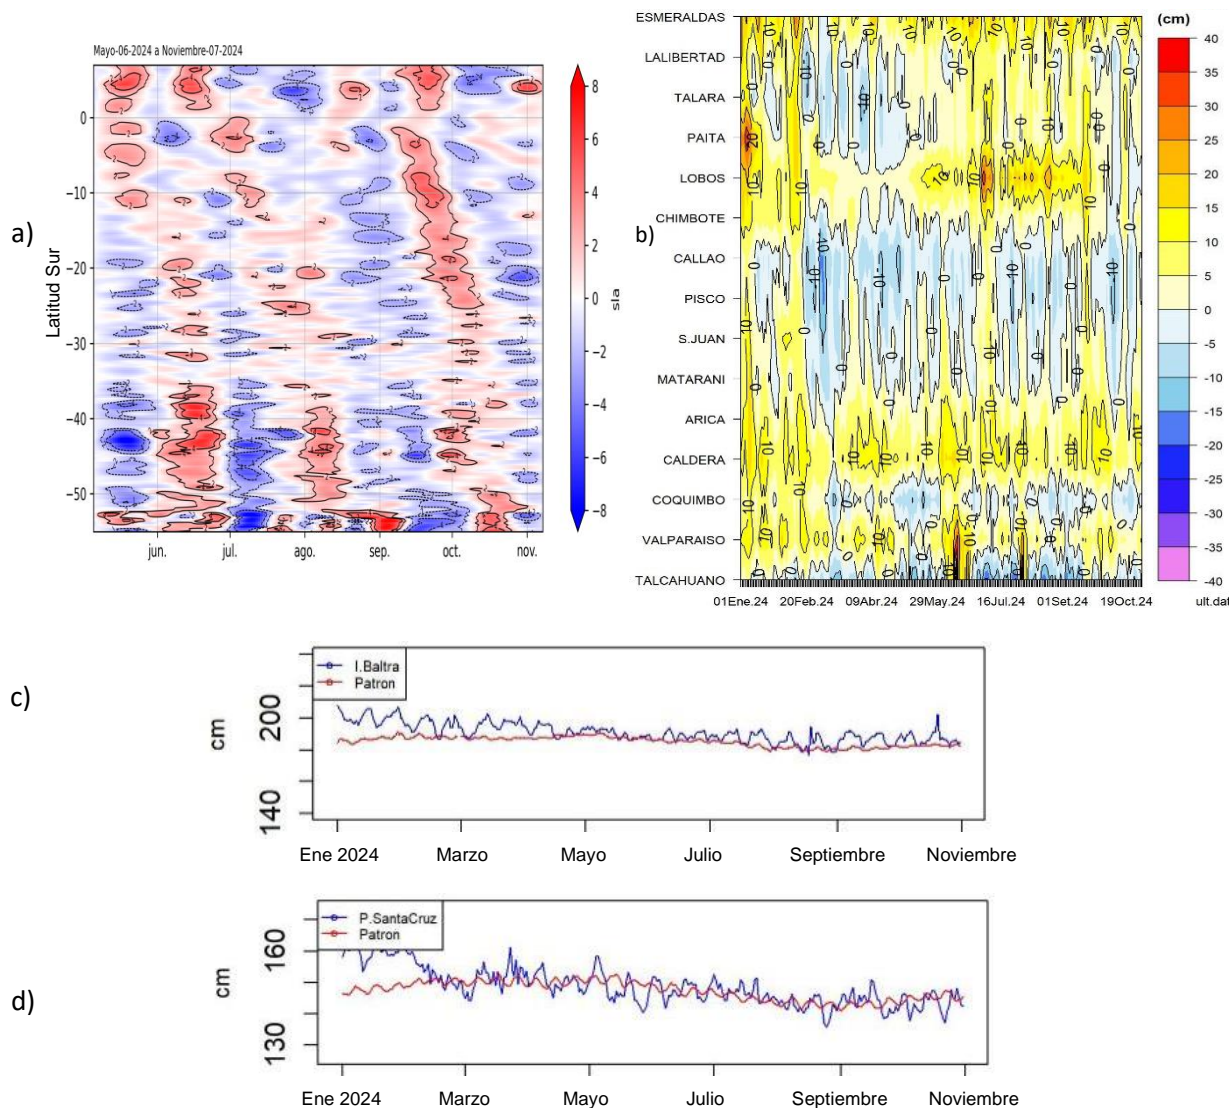 a)
Mayo-06-2024 a Noviembre-07-2024
Latitud Sur
0
−10
−20
−30
−40
−50
jun.
jul.
ago.
sep.
oct.
nov.
8
6
4
2
0
−2
−4
−6
−8
sla
b)
ESMERALDAS
LALIBERTAD
TALARA
PAITA
LOBOS
CHIMBOTE
CALLAO
PISCO
S.JUAN
MATARANI
ARICA
CALDERA
COQUIMBO
VALPARAISO
TALCAHUANO
01Ene.24 20Feb.24 09Abr.24 29May.24 16Jul.24 01Set.24 19Oct.24 ult.dat
(cm)
40
35
30
25
20
15
10
5
0
-5
-10
-15
-20
-25
-30
-35
-40
c)
I.Baltra
Patron
cm
200
140
Ene 2024 Marzo Mayo Julio Septiembre Noviembre
d)
P.SantaCruz
Patron
cm
160
130
Ene 2024 Marzo Mayo Julio Septiembre Noviembre